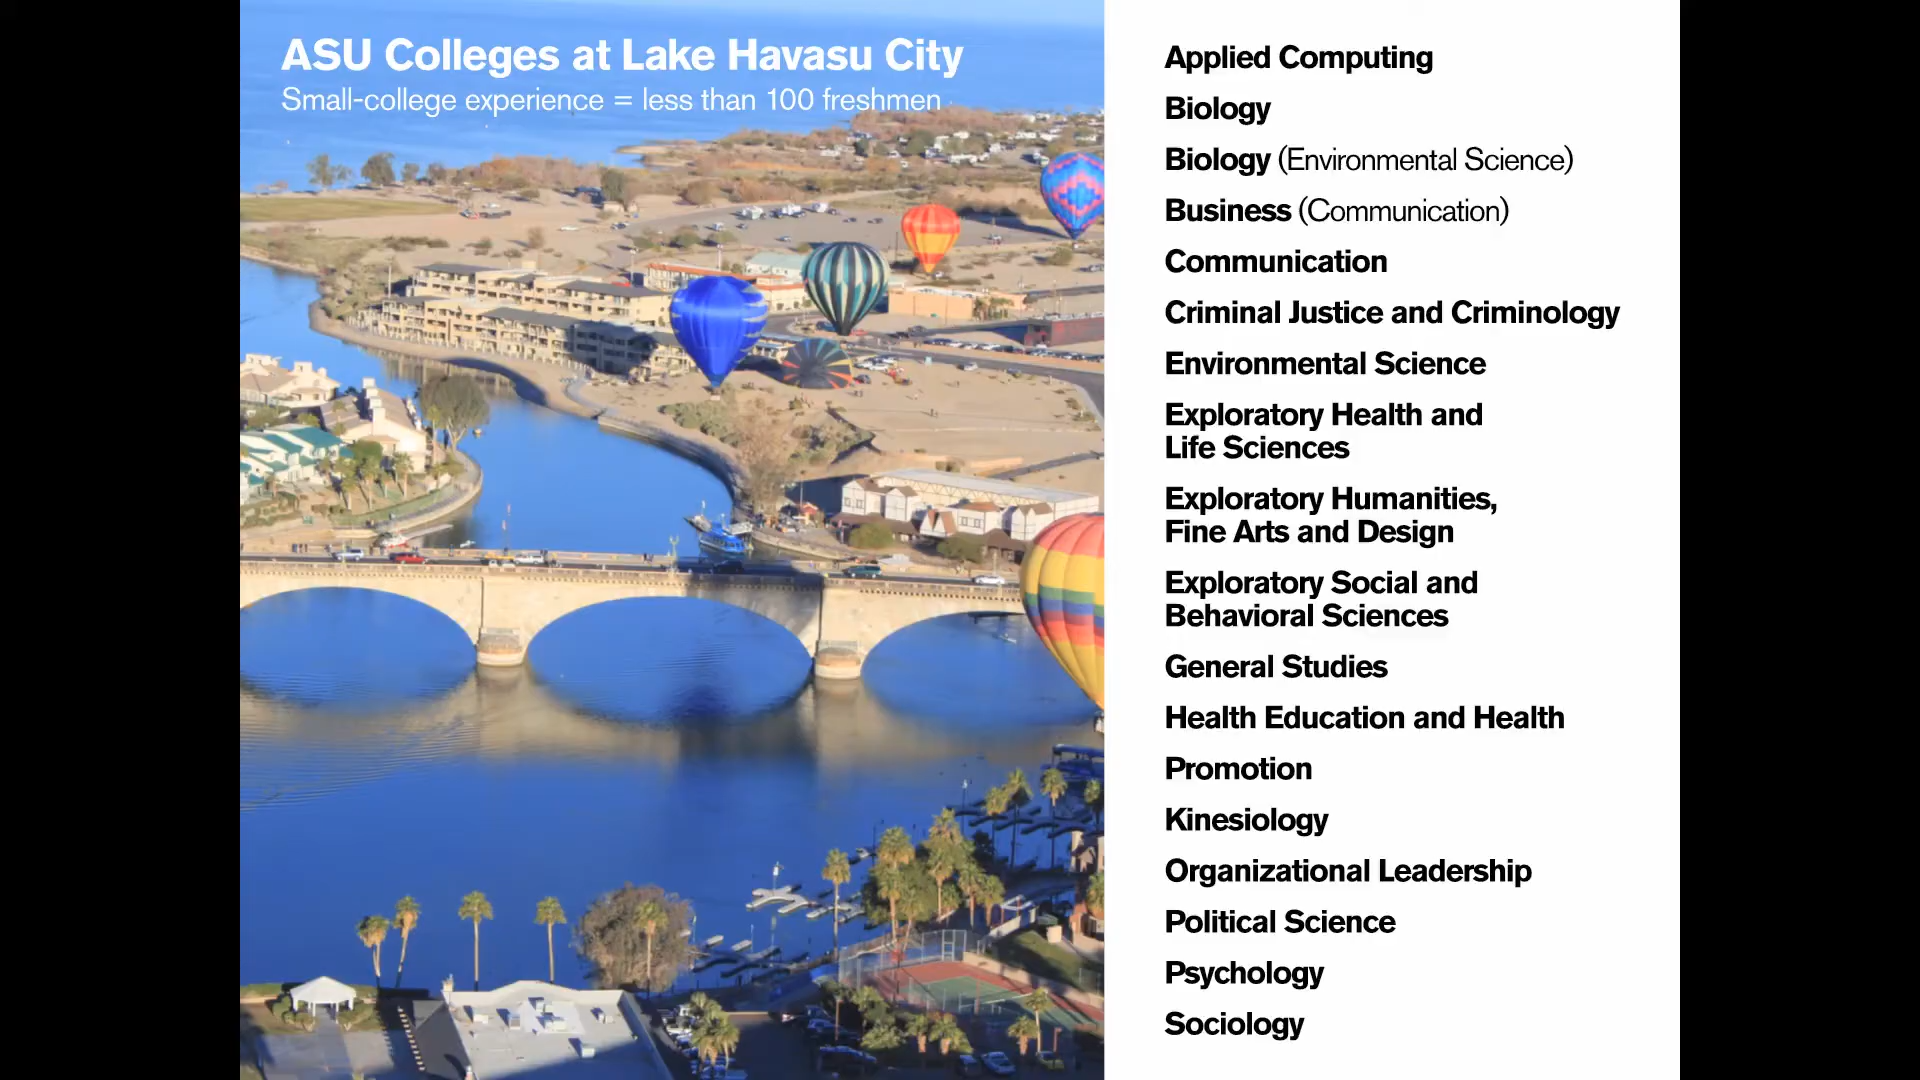 ASU Colleges at Lake Havasu City
Small-college experience = less than 100 freshmen
Applied Computing
Biology
Biology (Environmental Science)
Business (Communication)
Communication
Criminal Justice and Criminology
Environmental Science
Exploratory Health and
Life Sciences
Exploratory Humanities,
Fine Arts and Design
Exploratory Social and
Behavioral Sciences
General Studies
Health Education and Health
Promotion
Kinesiology
Organizational Leadership
Political Science
Psychology
Sociology